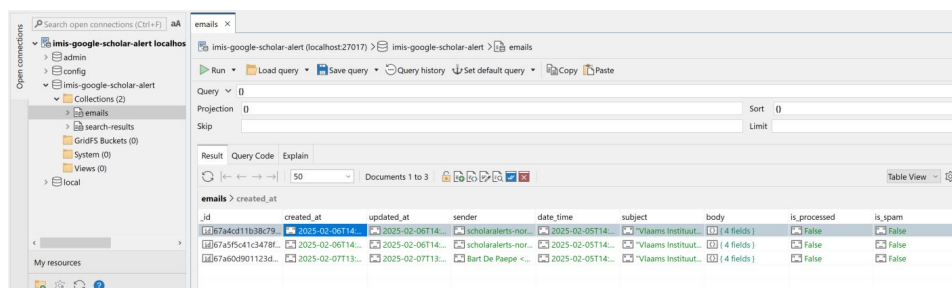 Open connections
Search open connections (Ctrl+F) aA
imis-google-scholar-alert localhos
admin
config
imis-google-scholar-alert
Collections (2)
emails
search-results
GridFS Buckets (0)
System (0)
Views (0)
local
My resources
emails ×
imis-google-scholar-alert (localhost:27017) > imis-google-scholar-alert > emails
Run Load query Save query Query history Set default query Copy Paste
Query {}
Projection {} Sort {}
Skip Limit
Result Query Code Explain
50 Documents 1 to 3 Table View
emails > created_at
_id created_at updated_at sender date_time subject body is_processed is_spam
67a4cd11b38c79... 2025-02-06T14:... 2025-02-06T14:... scholaralerts-nor... 2025-02-05T14:... "Vlaams Instituut... { 4 fields } False False
67a5f5c41c3478f... 2025-02-06T14:... 2025-02-06T14:... scholaralerts-nor... 2025-02-05T14:... "Vlaams Instituut... { 4 fields } False False
67a60d901123d... 2025-02-07T13:... 2025-02-07T13:... Bart De Paepe <... 2025-02-05T14:... "Vlaams Instituut... { 4 fields } False False